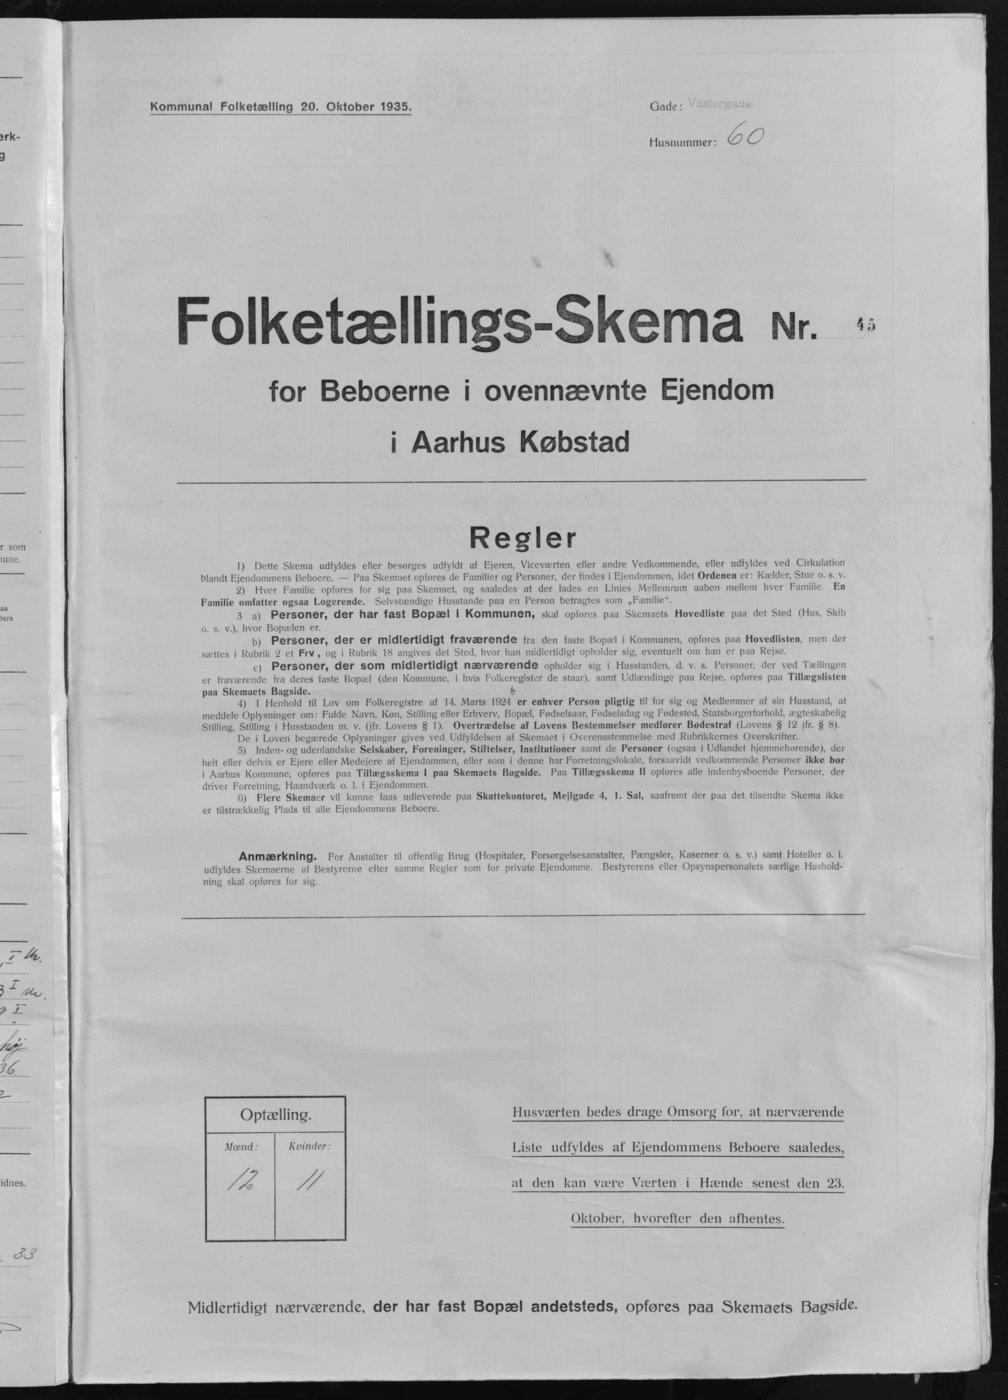 Kommunal Folketælling 20. Oktober 1935.
Gade: Vestergade
Husnummer: 60
Folketællings-Skema Nr. 45
for Beboerne i ovennævnte Ejendom
i Aarhus Købstad
Regler
1) Dette Skema udfyldes eller besørges udfyldt af Ejeren, Viceværten eller andre Vedkommende, eller udfyldes ved Cirkulation
blandt Ejendommens Beboere. — Paa Skemaet opføres de Familier og Personer, der findes i Ejendommen, idet Ordenen er: Kælder, Stue o. s. v.
2) Hver Familie opføres for sig paa Skemaet, og saaledes at der lades en Linies Mellemrum aaben mellem hver Familie. En
Familie omfatter ogsaa Logerende. Selvstændige Husstande paa en Person betragtes som „Familie“.
3 a) Personer, der har fast Bopæl i Kommunen, skal opføres paa Skemaets Hovedliste paa det Sted (Hus, Skib
o. s. v.), hvor Bopælen er.
b) Personer, der er midlertidigt fraværende fra den faste Bopæl i Kommunen, opføres paa Hovedlisten, men der
sættes i Rubrik 2 et Frv, og i Rubrik 18 angives det Sted, hvor han midlertidigt opholder sig, eventuelt om han er paa Rejse.
c) Personer, der som midlertidigt nærværende opholder sig i Husstanden, d. v. s. Personer, der ved Tællingen
er fraværende fra deres faste Bopæl (den Kommune, i hvis Folkeregister de staar), samt Udlændinge paa Rejse, opføres paa Tillægslisten
paa Skemaets Bagside.
4) I Henhold til Lov om Folkeregistre af 14. Marts 1924 er enhver Person pligtig til for sig og Medlemmer af sin Husstand, at
meddele Oplysninger om: Fulde Navn, Køn, Stilling eller Erhverv, Bopæl, Fødselsaar, Fødselsdag og Fødested, Statsborgerforhold, ægteskabelig
Stilling, Stilling i Husstanden m. v. (jfr. Lovens § 1). Overtrædelse af Lovens Bestemmelser medfører Bødestraf (Lovens § 12 jfr. § 8).
De i Loven begærede Oplysninger gives ved Udfyldelsen af Skemaet i Overensstemmelse med Rubrikkernes Overskrifter.
5) Inden- og udenlandske Selskaber, Foreninger, Stiftelser, Institutioner samt de Personer (ogsaa i Udlandet hjemmehørende), der
helt eller delvis er Ejere eller Medejere af Ejendommen, eller som i denne har Forretningslokale, forsaavidt vedkommende Personer ikke bor
i Aarhus Kommune, opføres paa Tillægsskema I paa Skemaets Bagside. Paa Tillægsskema II opføres alle indenbysboende Personer, der
driver Forretning, Haandværk o. l. i Ejendommen.
6) Flere Skemaer vil kunne faas udleverede paa Skattekontoret, Mejlgade 4, 1. Sal, saafremt der paa det tilsendte Skema ikke
er tilstrækkelig Plads til alle Ejendommens Beboere.
Anmærkning. For Anstalter til offentlig Brug (Hospitaler, Forsørgelsesanstalter, Fængsler, Kaserner o. s. v.) samt Hoteller o. l.
udfyldes Skemaerne af Bestyrerne efter samme Regler som for private Ejendomme. Bestyrerens eller Opsynspersonalets særlige Hushold-
ning skal opføres for sig.
Optælling.
Mænd: Kvinder:
12 11
Husværten bedes drage Omsorg for, at nærværende
Liste udfyldes af Ejendommens Beboere saaledes,
at den kan være Værten i Hænde senest den 23.
Oktober, hvorefter den afhentes.
Midlertidigt nærværende, der har fast Bopæl andetsteds, opføres paa Skemaets Bagside.